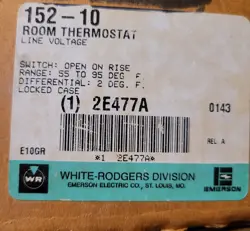 152-10
ROOM THERMOSTAT
LINE VOLTAGE
SWITCH: OPEN ON RISE
RANGE: 55 TO 95 DEG F.
DIFFERENTIAL: 2 DEG. F.
LOCKED CASE
(1) 2E477A
0143
E10GR
REL A
*1 2E477A*
WR
WHITE-RODGERS DIVISION
EMERSON ELECTRIC CO., ST. LOUIS, MO.
EMERSON